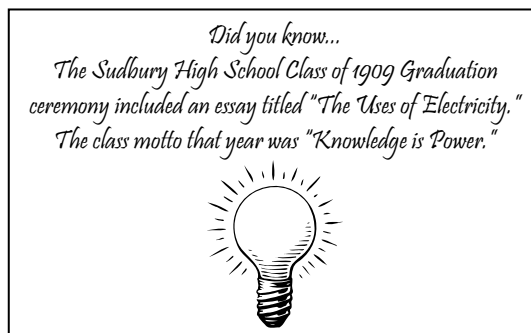 Did you know...
The Sudbury High School Class of 1909 Graduation
ceremony included an essay titled "The Uses of Electricity."
The class motto that year was "Knowledge is Power."